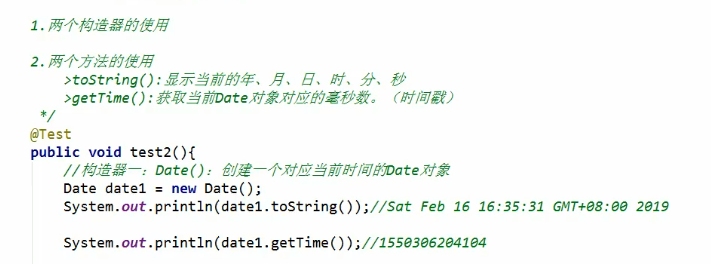 1.两个构造器的使用
2.两个方法的使用
>toString():显示当前的年、月、日、时、分、秒
>getTime():获取当前Date对象对应的毫秒数。（时间戳）
*/
@Test
public void test2(){
//构造器一：Date()：创建一个对应当前时间的Date对象
Date date1 = new Date();
System.out.println(date1.toString());//Sat Feb 16 16:35:31 GMT+08:00 2019
System.out.println(date1.getTime());//1550306204104